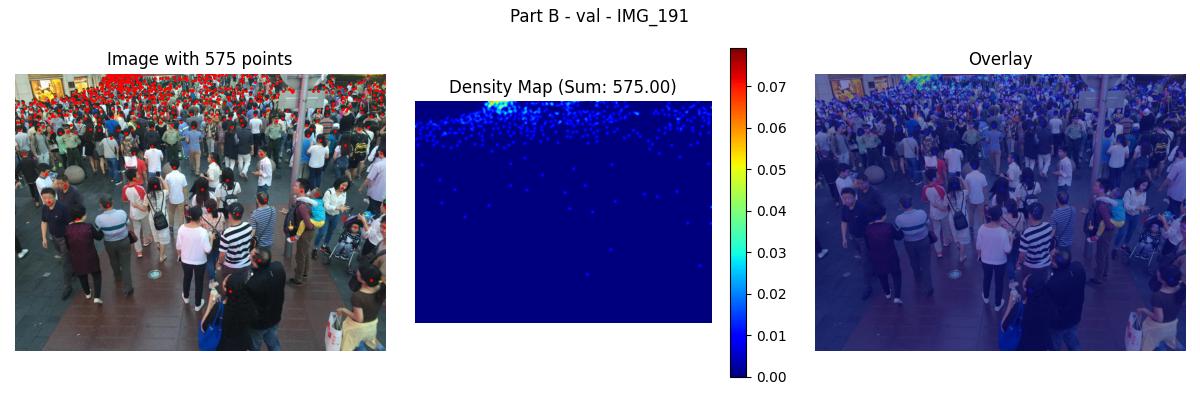 Part B - val - IMG_191
Image with 575 points
Density Map (Sum: 575.00)
Overlay
0.07
0.06
0.05
0.04
0.03
0.02
0.01
0.00